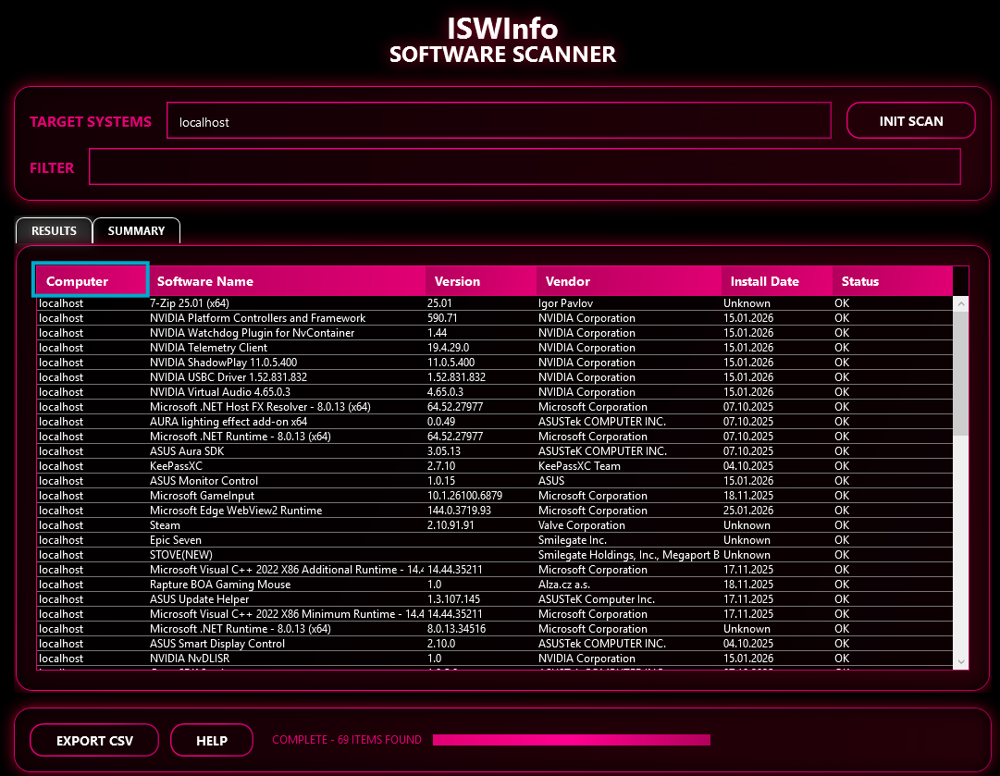 ISWInfo
SOFTWARE SCANNER
TARGET SYSTEMS localhost INIT SCAN
FILTER
RESULTS SUMMARY
Computer Software Name Version Vendor Install Date Status
localhost 7-Zip 25.01 (x64) 25.01 Igor Pavlov Unknown OK
localhost NVIDIA Platform Controllers and Framework 590.71 NVIDIA Corporation 15.01.2026 OK
localhost NVIDIA Watchdog Plugin for NvContainer 1.44 NVIDIA Corporation 15.01.2026 OK
localhost NVIDIA Telemetry Client 19.4.29.0 NVIDIA Corporation 15.01.2026 OK
localhost NVIDIA ShadowPlay 11.0.5.400 11.0.5.400 NVIDIA Corporation 15.01.2026 OK
localhost NVIDIA USBC Driver 1.52.831.832 1.52.831.832 NVIDIA Corporation 15.01.2026 OK
localhost NVIDIA Virtual Audio 4.65.0.3 4.65.0.3 NVIDIA Corporation 15.01.2026 OK
localhost Microsoft .NET Host FX Resolver - 8.0.13 (x64) 64.52.27977 Microsoft Corporation 07.10.2025 OK
localhost AURA lighting effect add-on x64 0.0.49 ASUSTek COMPUTER INC. 07.10.2025 OK
localhost Microsoft .NET Runtime - 8.0.13 (x64) 64.52.27977 Microsoft Corporation 07.10.2025 OK
localhost ASUS Aura SDK 3.05.13 ASUSTeK COMPUTER INC. 07.10.2025 OK
localhost KeePassXC 2.7.10 KeePassXC Team 04.10.2025 OK
localhost ASUS Monitor Control 1.0.15 ASUS 15.01.2026 OK
localhost Microsoft GameInput 10.1.26100.6879 Microsoft Corporation 18.11.2025 OK
localhost Microsoft Edge WebView2 Runtime 144.0.3719.93 Microsoft Corporation 25.01.2026 OK
localhost Steam 2.10.91.91 Valve Corporation Unknown OK
localhost Epic Seven Smilegate Inc. Unknown OK
localhost STOVE(NEW) Smilegate Holdings, Inc., Megaport B Unknown OK
localhost Microsoft Visual C++ 2022 X86 Additional Runtime - 14.4 14.44.35211 Microsoft Corporation 17.11.2025 OK
localhost Rapture BOA Gaming Mouse 1.0 Alza.cz a.s. 18.11.2025 OK
localhost ASUS Update Helper 1.3.107.145 ASUSTeK Computer Inc. 17.11.2025 OK
localhost Microsoft Visual C++ 2022 X86 Minimum Runtime - 14.4 14.44.35211 Microsoft Corporation 17.11.2025 OK
localhost Microsoft .NET Runtime - 8.0.13 (x64) 8.0.13.34516 Microsoft Corporation Unknown OK
localhost ASUS Smart Display Control 2.10.0 ASUSTek COMPUTER INC. 04.10.2025 OK
localhost NVIDIA NvDLISR 1.0 NVIDIA Corporation 15.01.2026 OK
EXPORT CSV HELP COMPLETE - 69 ITEMS FOUND